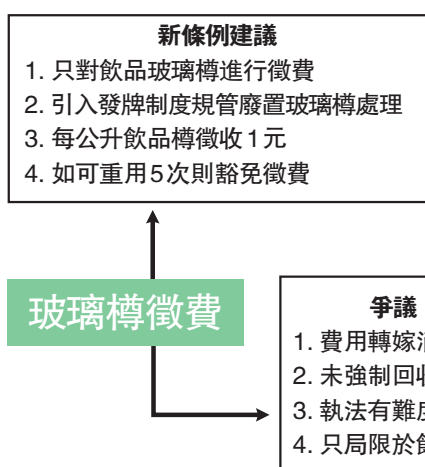 新條例建議
1. 只對飲品玻璃樽進行徵費
2. 引入發牌制度規管廢置玻璃樽處理
3. 每公升飲品樽徵收1元
4. 如可重用5次則豁免徵費
玻璃樽徵費
爭議
1. 費用轉嫁
2. 未強制回
3. 執法有難
4. 只局限於